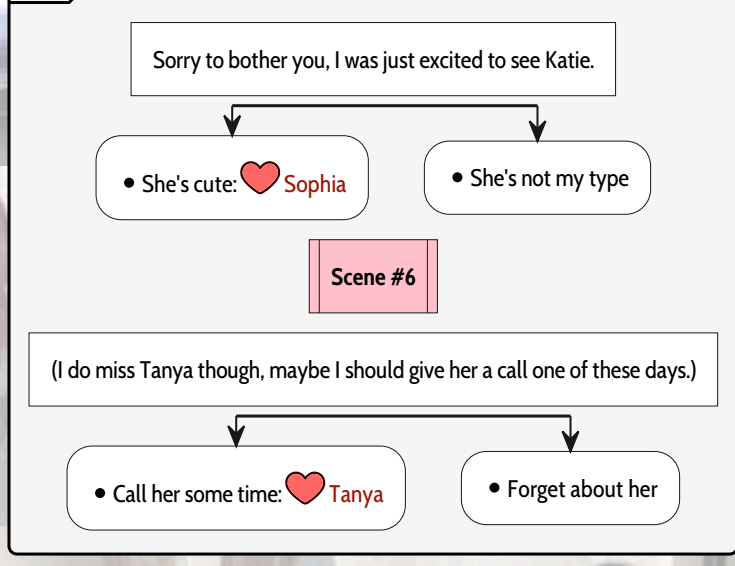 Sorry to bother you, I was just excited to see Katie.
• She's cute: ❤ Sophia
• She's not my type
Scene #6
(I do miss Tanya though, maybe I should give her a call one of these days.)
• Call her some time: ❤ Tanya
• Forget about her